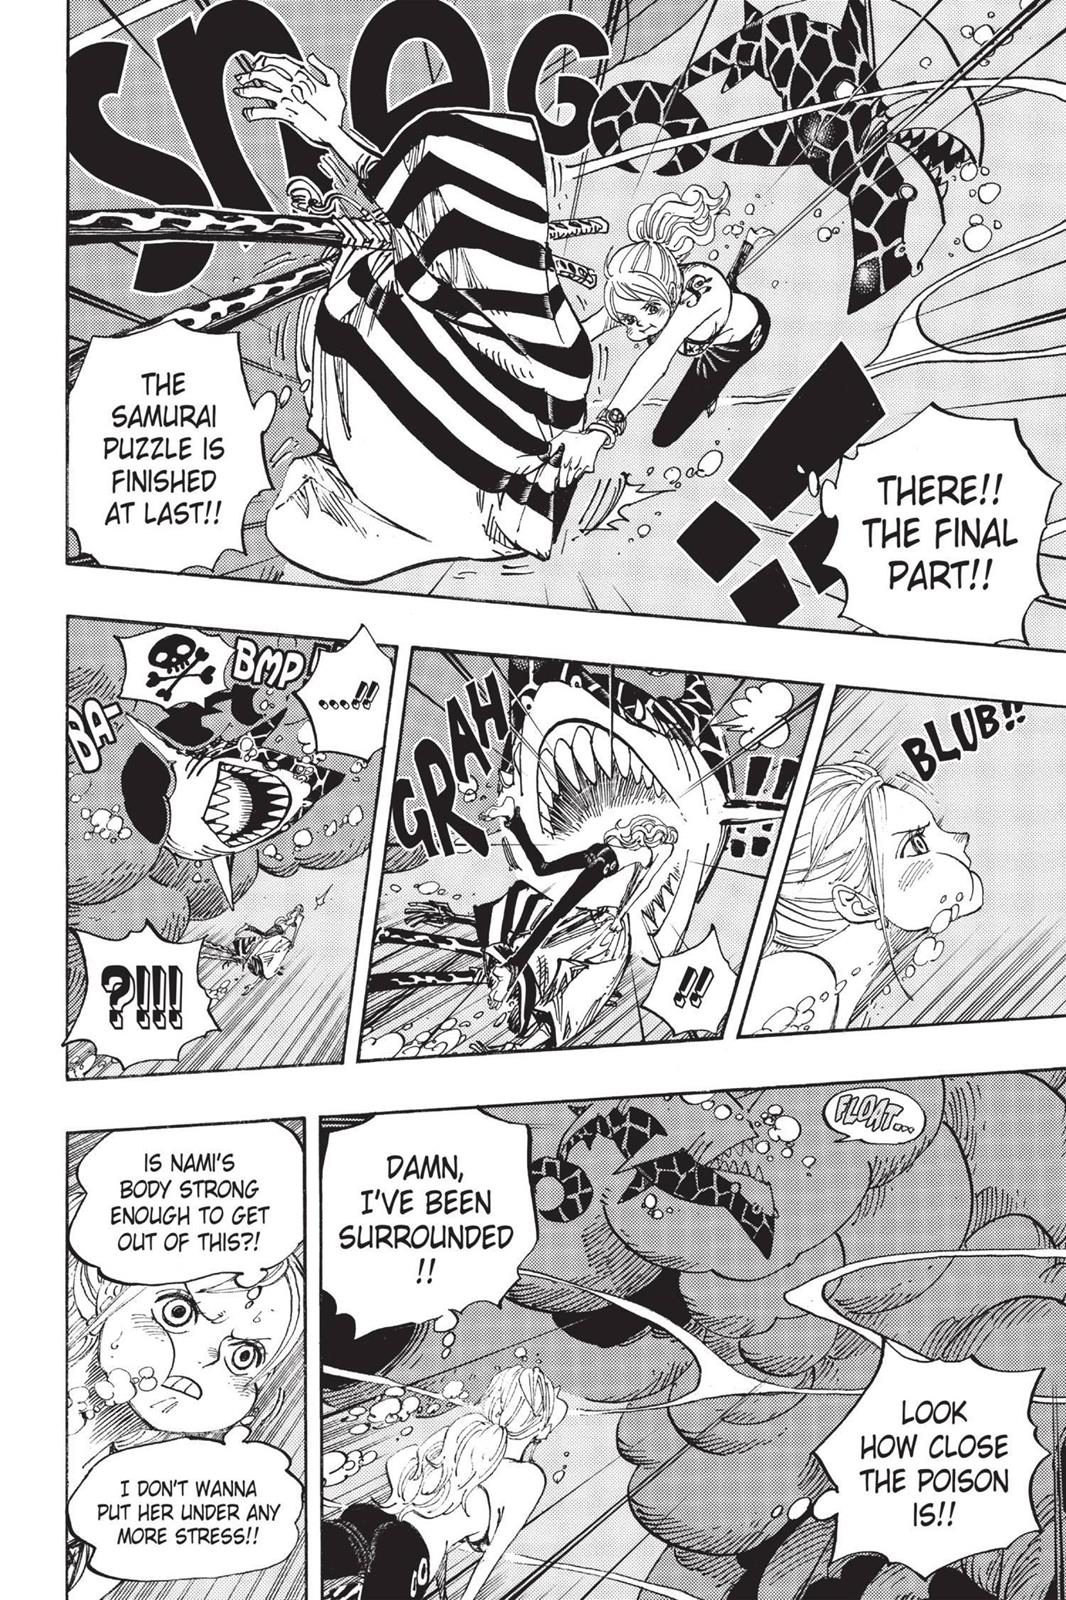 SNAG
THERE!!
THE FINAL
PART!!
THE
SAMURAI
PUZZLE IS
FINISHED
AT LAST!!
BLUB!!
GRAH
!!
!!
BA-
BMP!
....!!
?!!!!
FLOAT...
LOOK
HOW CLOSE
THE POISON
IS!!
DAMN,
I'VE BEEN
SURROUNDED
!!
IS NAMI'S
BODY STRONG
ENOUGH TO GET
OUT OF THIS?!
I DON'T WANNA
PUT HER UNDER ANY
MORE STRESS!!